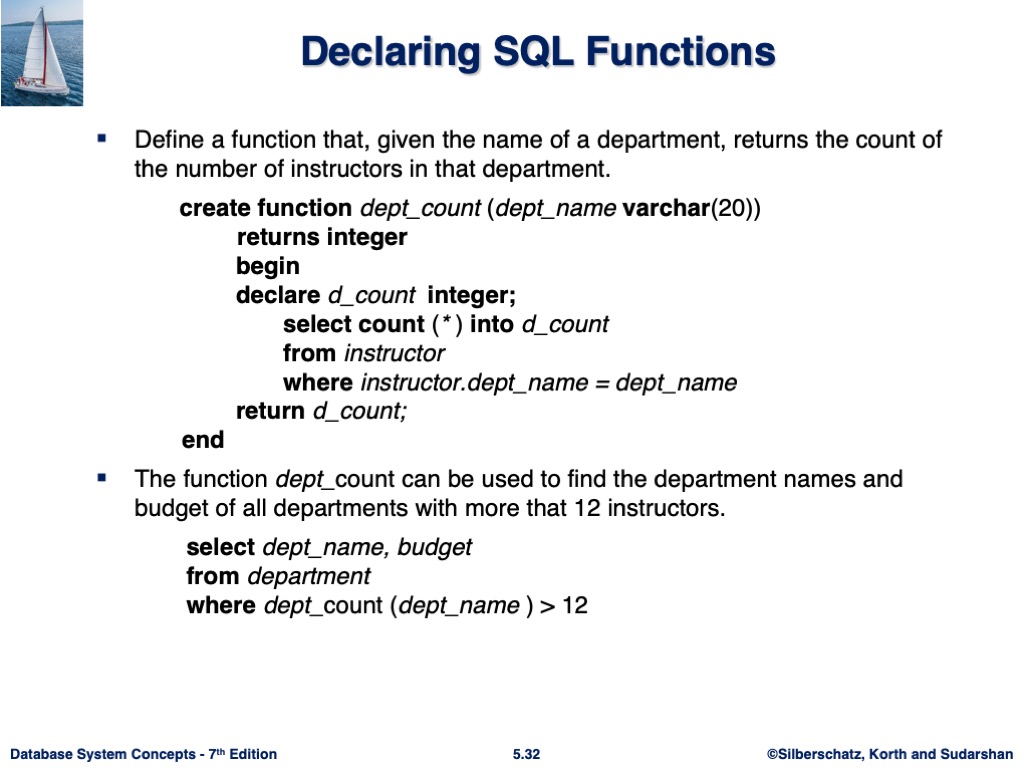 Declaring SQL Functions
▪ Define a function that, given the name of a department, returns the count of
the number of instructors in that department.
create function dept_count (dept_name varchar(20))
returns integer
begin
declare d_count integer;
select count (* ) into d_count
from instructor
where instructor.dept_name = dept_name
return d_count;
end
▪ The function dept_count can be used to find the department names and
budget of all departments with more that 12 instructors.
select dept_name, budget
from department
where dept_count (dept_name ) > 12
Database System Concepts - 7th Edition
5.32
©Silberschatz, Korth and Sudarshan